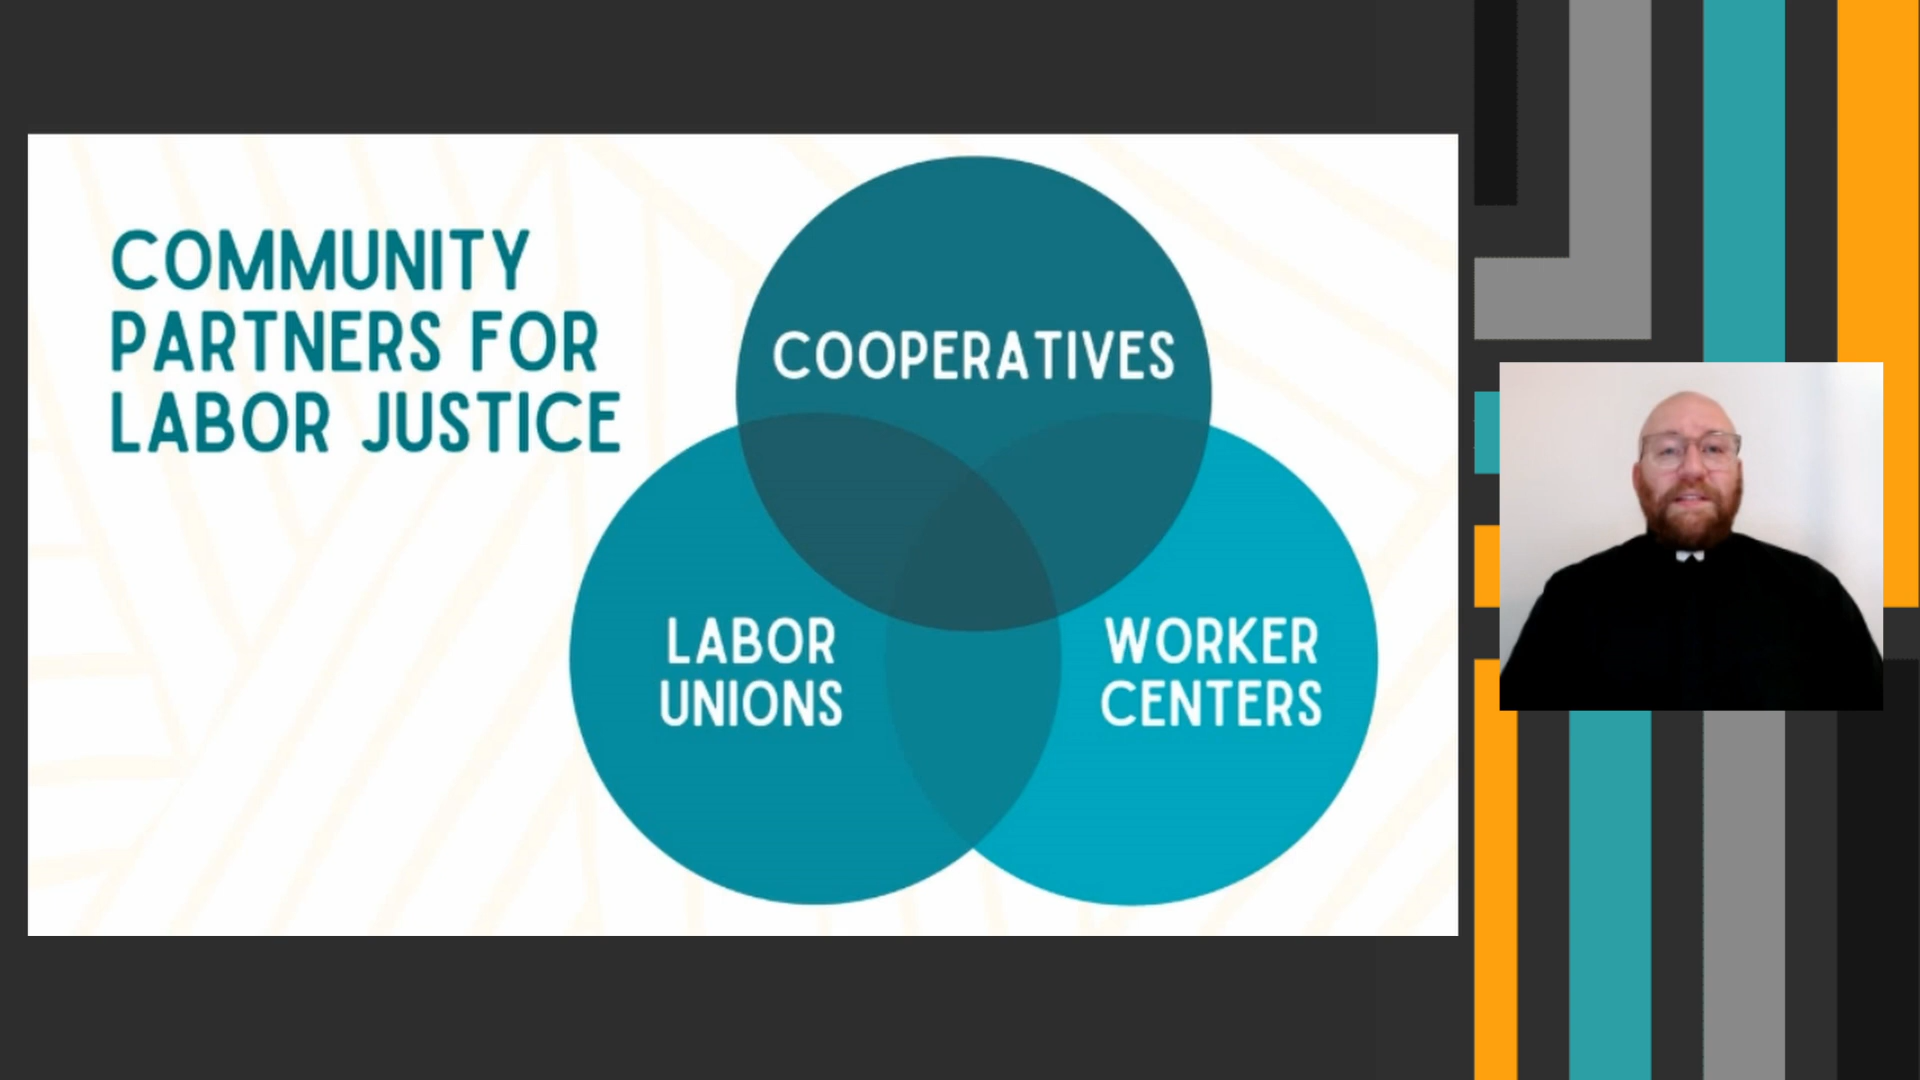 COMMUNITY
PARTNERS FOR
LABOR JUSTICE
COOPERATIVES
LABOR
UNIONS
WORKER
CENTERS